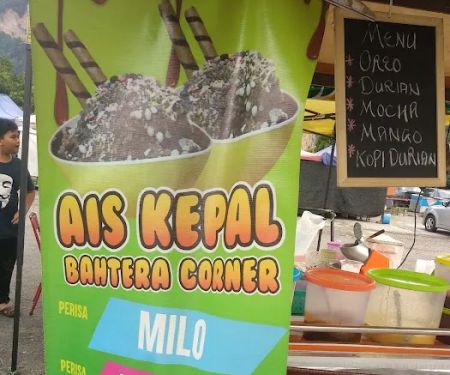 AIS KEPAL
BAHTERA CORNER
PERISA
MILO
PERISA
MENU
* OREO
* DURIAN
* MOCHA
* MANGO
* KOPI DURIAN